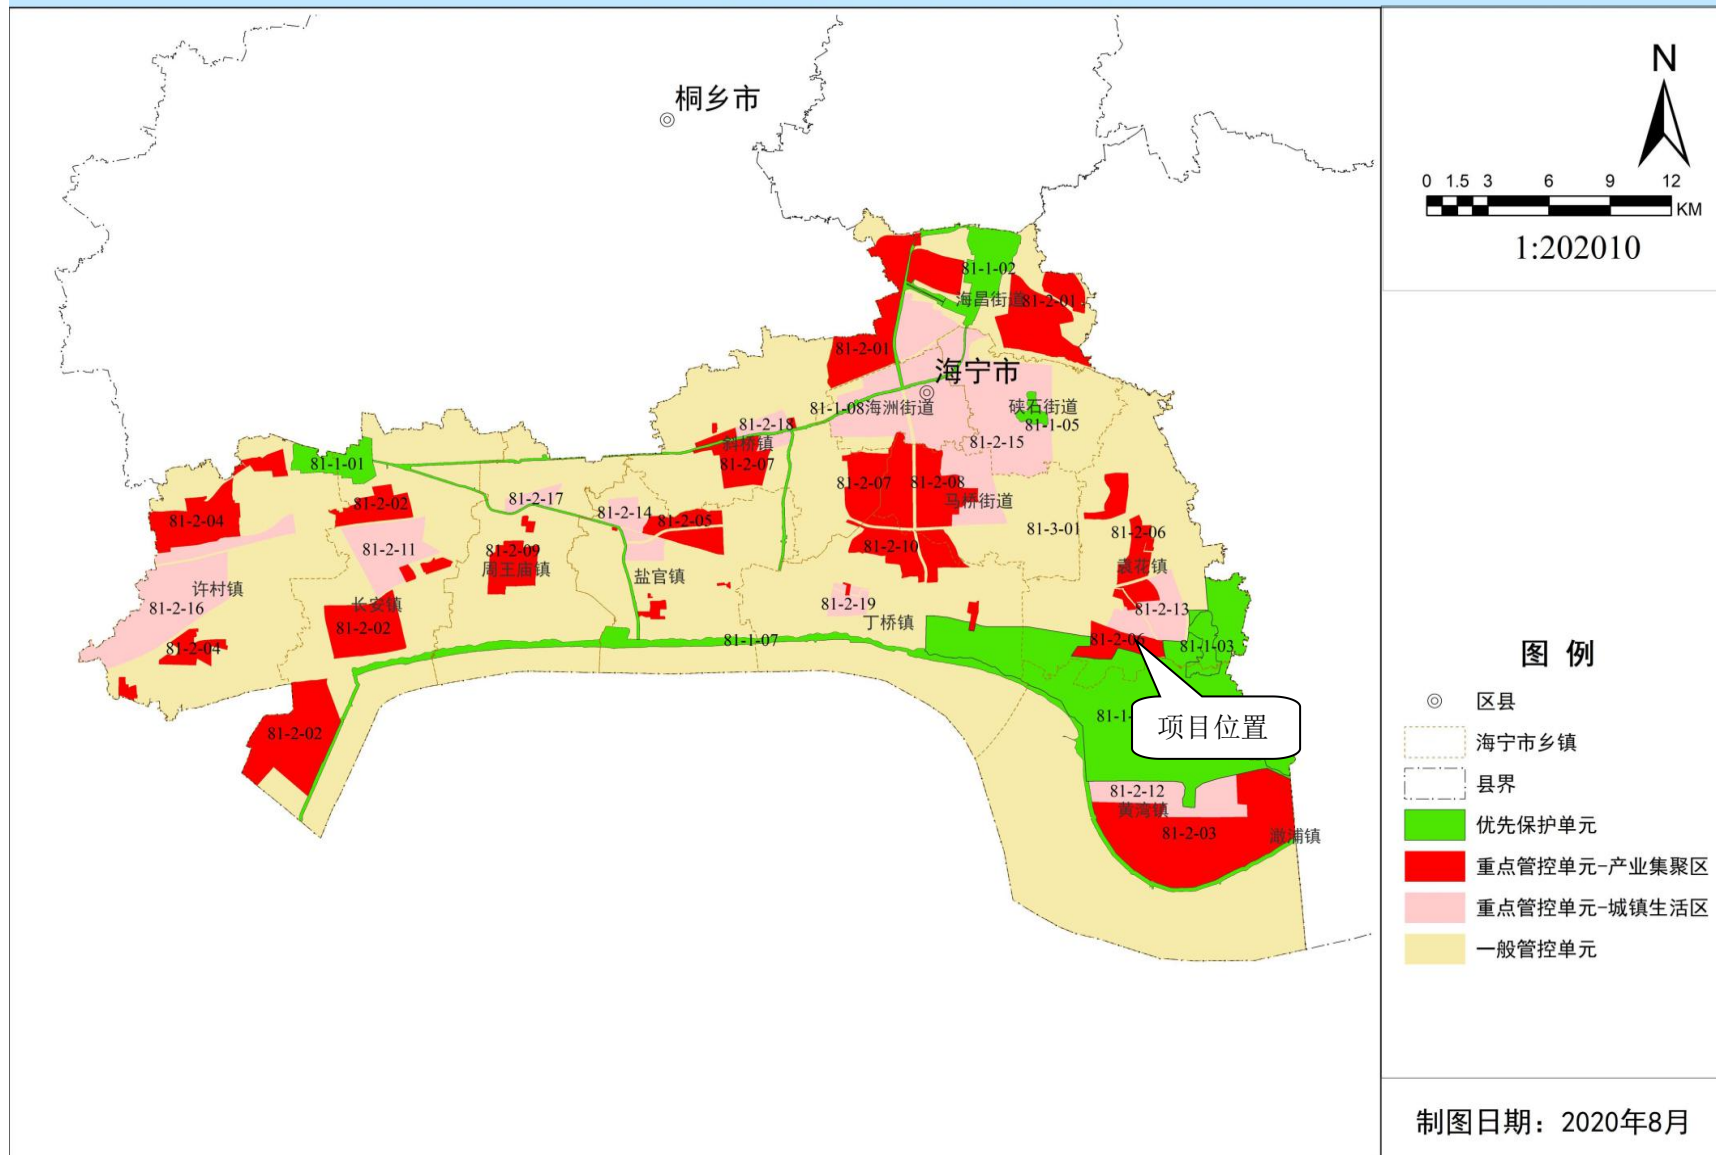 桐乡市
N
0 1.5 3 6 9 12
KM
1:202010
81-1-02
海昌街道
81-2-01
81-2-01
海宁市
81-1-08
海洲街道
硖石街道
81-1-05
81-2-18
斜桥镇
81-2-15
81-1-01
81-2-07
81-2-07
81-2-08
马桥街道
81-2-17
81-2-02
81-2-14
81-2-04
81-2-05
81-3-01
81-2-06
81-2-11
81-2-09
81-2-10
周王庙镇
盐官镇
袁花镇
许村镇
长安镇
81-2-16
81-2-19
81-2-13
丁桥镇
81-2-02
81-2-04
81-1-07
81-2-06
81-1-03
81-1-
项目位置
81-2-02
81-2-12
黄湾镇
81-2-03
澉浦镇
图 例
区县
海宁市乡镇
县界
优先保护单元
重点管控单元-产业集聚区
重点管控单元-城镇生活区
一般管控单元
制图日期：2020年8月